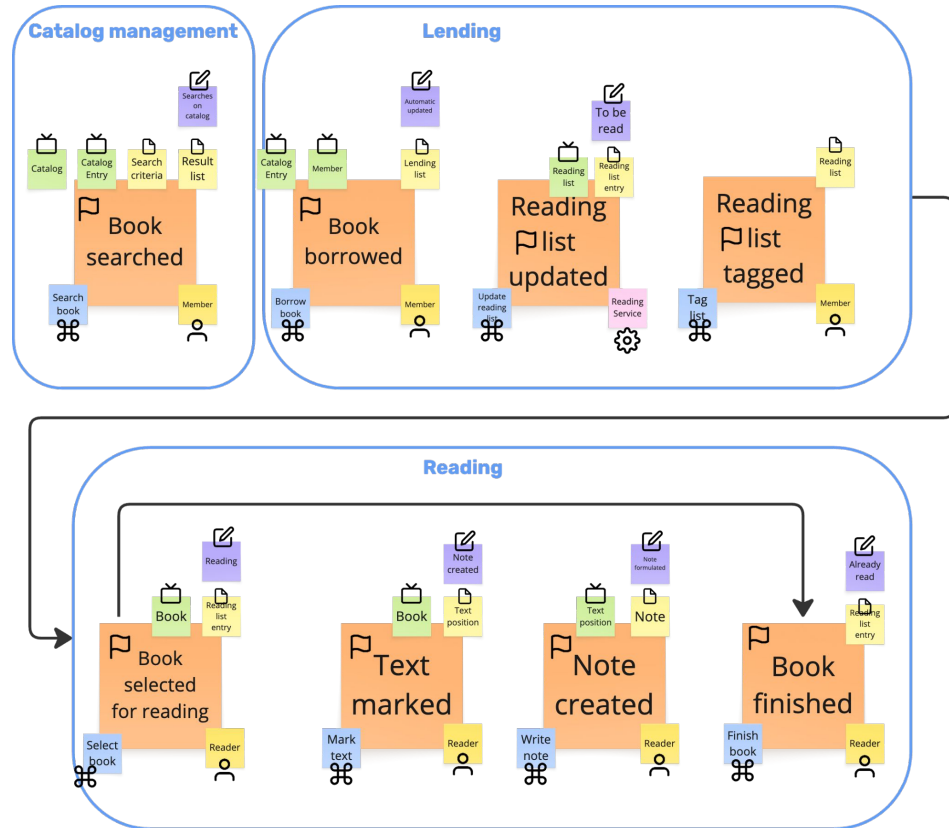 Catalog management
Lending
Searches
on
catalog
Catalog
Catalog
Entry
Search
criteria
Result
list
Book
searched
Search
book
Member
Automatic
updated
Catalog
Entry
Member
Lending
list
Book
borrowed
Borrow
book
Member
To be
read
Reading
list
Reading
list
entry
Reading
list
updated
Update
reading
list
Reading
Service
Reading
list
Reading
list
tagged
Tag
list
Member
Reading
Reading
Book
Reading
list
entry
Book
selected
for reading
Select
book
Reader
Note
created
Book
Text
position
Text
marked
Mark
text
Reader
Note
formulated
Text
position
Note
Note
created
Write
note
Reader
Already
read
Reading
list
entry
Book
finished
Finish
book
Reader